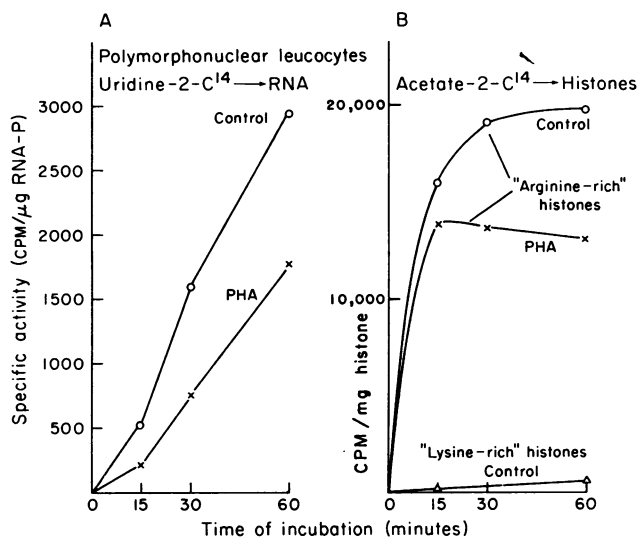 A
Polymorphonuclear leucocytes
Uridine-2-C¹⁴ → RNA
Control
PHA
3000
2500
2000
1500
1000
500
0
15
30
60
Specific activity (CPM/μg RNA-P)
B
Acetate-2-C¹⁴ → Histones
20,000
10,000
Control
"Arginine-rich"
histones
PHA
"Lysine-rich" histones
Control
0
15
30
60
CPM/mg histone
Time of incubation (minutes)